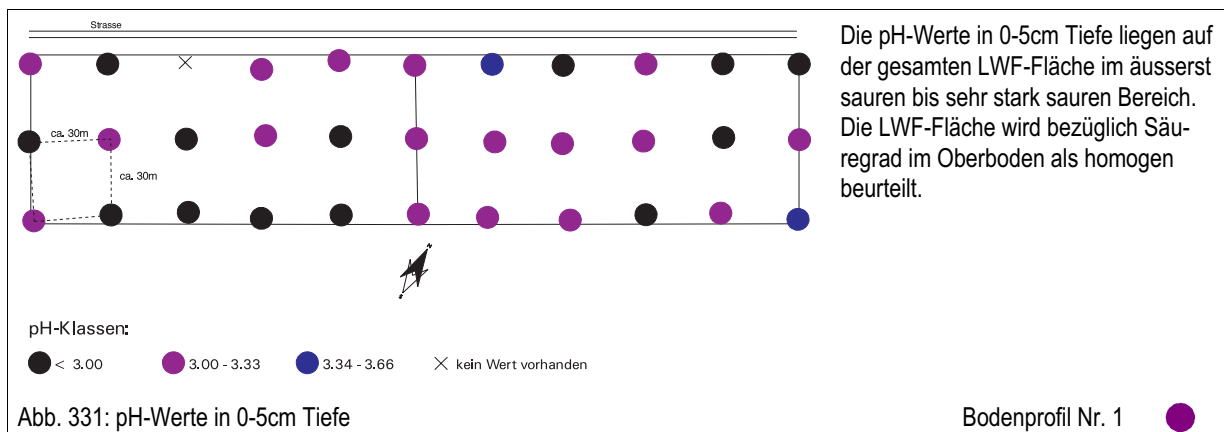 Strasse
ca. 30m
ca. 30m
pH-Klassen:
< 3.00
3.00 - 3.33
3.34 - 3.66
kein Wert vorhanden
Abb. 331: pH-Werte in 0-5cm Tiefe
Die pH-Werte in 0-5cm Tiefe liegen auf
der gesamten LWF-Fläche im äusserst
sauren bis sehr stark sauren Bereich.
Die LWF-Fläche wird bezüglich Säu-
regrad im Oberboden als homogen
beurteilt.
Bodenprofil Nr. 1